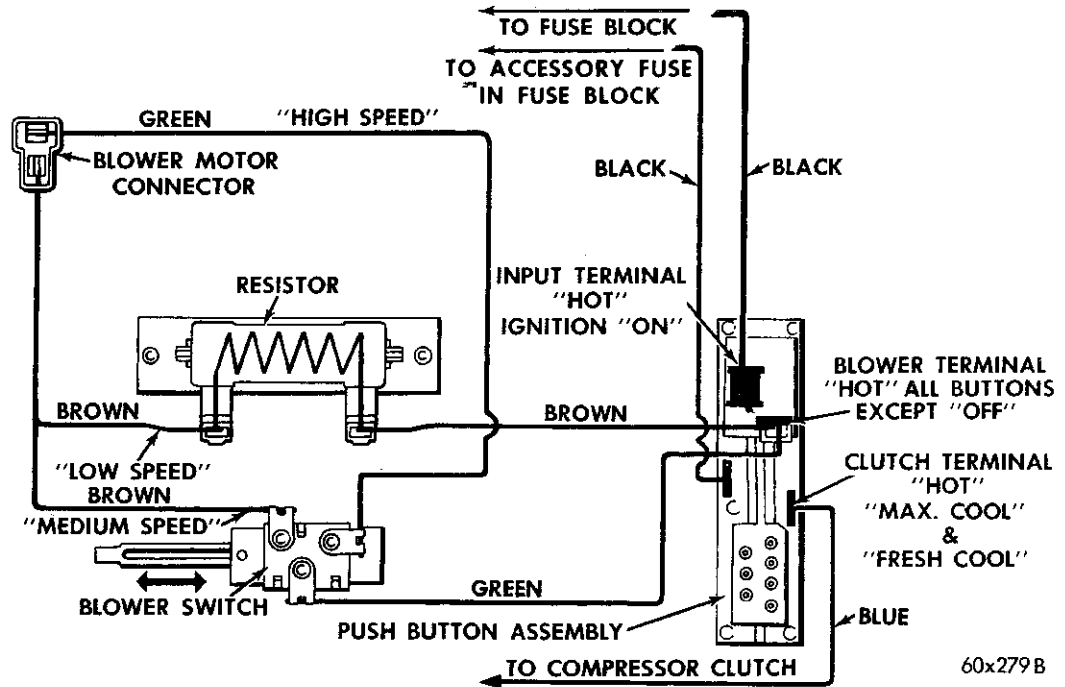 TO FUSE BLOCK
TO ACCESSORY FUSE
IN FUSE BLOCK
GREEN
"HIGH SPEED"
BLOWER MOTOR
CONNECTOR
BLACK
BLACK
INPUT TERMINAL
"HOT"
IGNITION "ON"
RESISTOR
BLOWER TERMINAL
"HOT" ALL BUTTONS
EXCEPT "OFF"
BROWN
BROWN
"LOW SPEED"
BROWN
"MEDIUM SPEED"
CLUTCH TERMINAL
"HOT"
"MAX. COOL"
&
"FRESH COOL"
BLOWER SWITCH
GREEN
PUSH BUTTON ASSEMBLY
BLUE
TO COMPRESSOR CLUTCH
60x279B